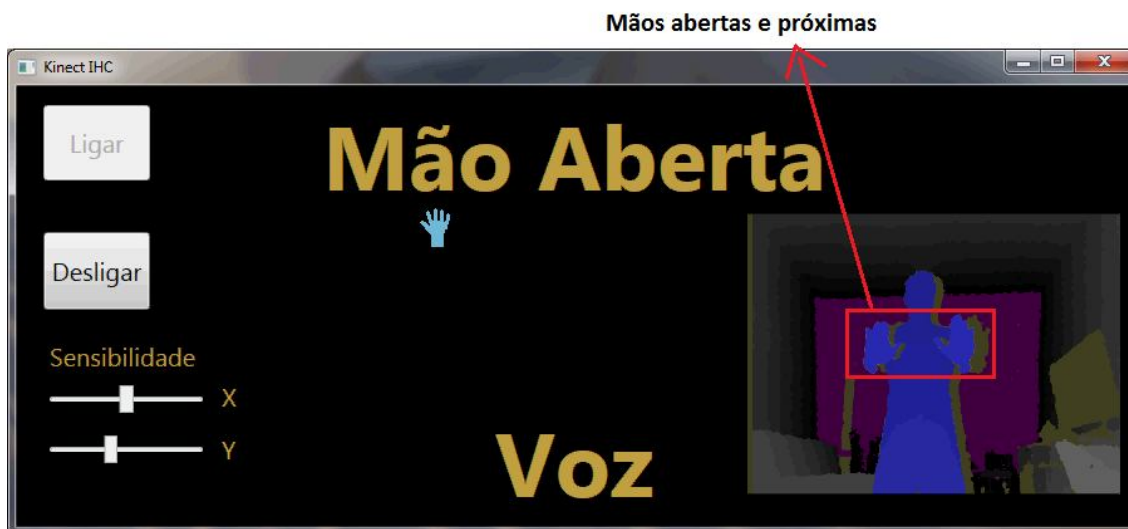 Mãos abertas e próximas
Kinect IHC
Ligar
Mão Aberta
Desligar
Sensibilidade
X
Y
Voz